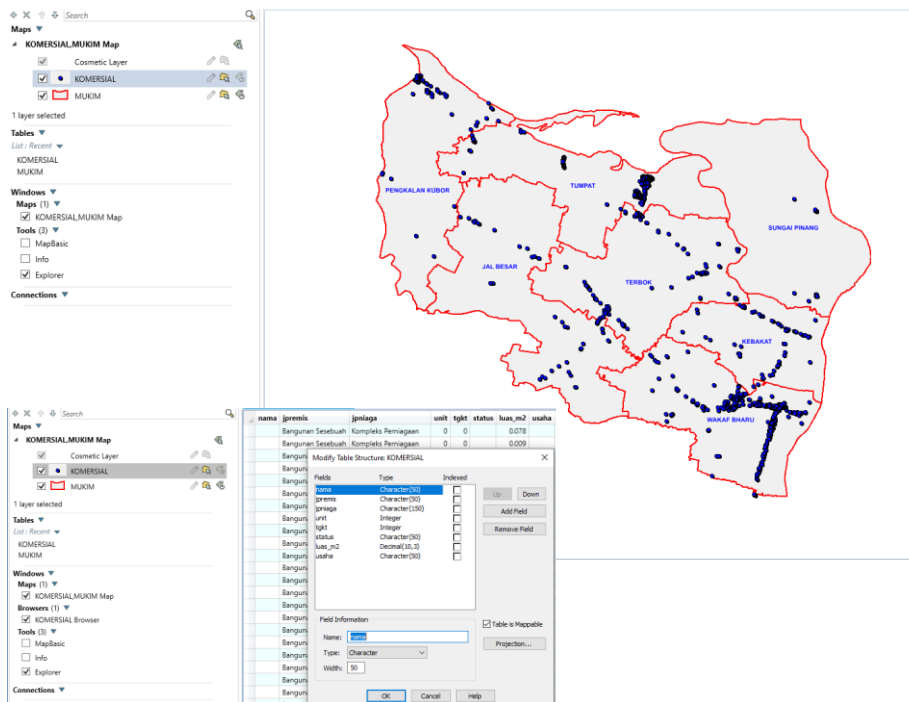 Search
Maps
KOMERSIAL,MUKIM Map
Cosmetic Layer
KOMERSIAL
MUKIM
1 layer selected
Tables
List : Recent
KOMERSIAL
MUKIM
Windows
Maps (1)
KOMERSIAL,MUKIM Map
Tools (3)
MapBasic
Info
Explorer
Connections
PENGKALAN KUBOR
TUMPAT
SUNGAI PINANG
JAL BESAR
TERBOK
KEBAKAT
WAKAF BHARU
Search
Maps
KOMERSIAL,MUKIM Map
Cosmetic Layer
KOMERSIAL
MUKIM
1 layer selected
Tables
List : Recent
KOMERSIAL
MUKIM
Windows
Maps (1)
KOMERSIAL,MUKIM Map
Browsers (1)
KOMERSIAL Browser
Tools (3)
MapBasic
Info
Explorer
Connections
nama jpremis jpniaga unit tgkt status luas_m2 usaha
Bangunan Sesebuah Kompleks Perniagaan 0 0 0.078
Bangunan Sesebuah Kompleks Perniagaan 0 0 0.009
Modify Table Structure: KOMERSIAL
Fields Type Indexed
nama Character(50)
jpremis Character(50)
jpniaga Character(150)
unit Integer
tgkt Integer
status Character(50)
luas_m2 Decimal(10,3)
usaha Character(50)
Up Down
Add Field
Remove Field
Field Information
Name: nama
Type: Character
Width: 50
Table is Mappable
Projection...
OK Cancel Help